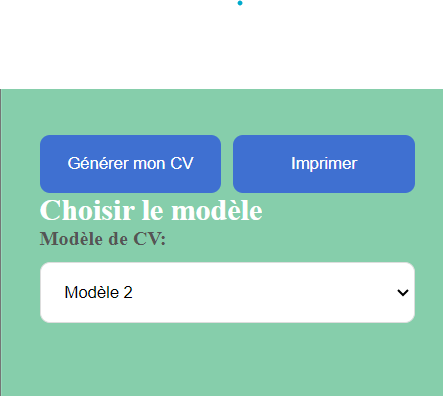 Générer mon CV
Imprimer
Choisir le modèle
Modèle de CV:
Modèle 2